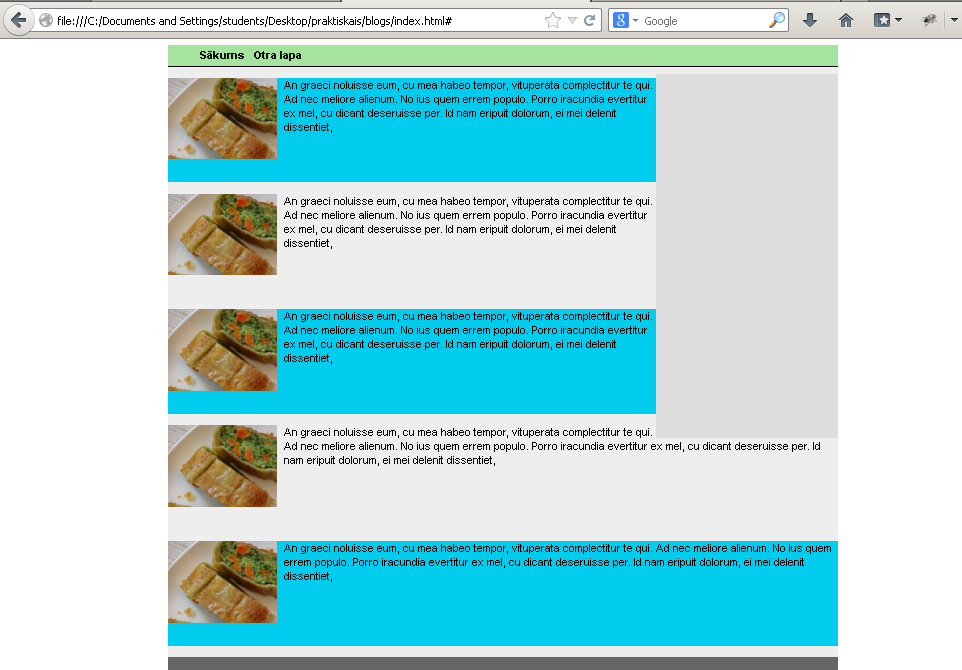 file:///C:/Documents and Settings/students/Desktop/praktiskais/blogs/index.html#
8 Google
Sākums Otra lapa
An graeci noluisse eum, cu mea habeo tempor, vituperata complectitur te qui.
Ad nec meliore alienum. No ius quem errem populo. Porro iracundia evertitur
ex mel, cu dicant deseruisse per. Id nam eripuit dolorum, ei mei delenit
dissentiet,
An graeci noluisse eum, cu mea habeo tempor, vituperata complectitur te qui.
Ad nec meliore alienum. No ius quem errem populo. Porro iracundia evertitur
ex mel, cu dicant deseruisse per. Id nam eripuit dolorum, ei mei delenit
dissentiet,
An graeci noluisse eum, cu mea habeo tempor, vituperata complectitur te qui.
Ad nec meliore alienum. No ius quem errem populo. Porro iracundia evertitur
ex mel, cu dicant deseruisse per. Id nam eripuit dolorum, ei mei delenit
dissentiet,
An graeci noluisse eum, cu mea habeo tempor, vituperata complectitur te qui.
Ad nec meliore alienum. No ius quem errem populo. Porro iracundia evertitur ex mel, cu dicant deseruisse per. Id
nam eripuit dolorum, ei mei delenit dissentiet,
An graeci noluisse eum, cu mea habeo tempor, vituperata complectitur te qui. Ad nec meliore alienum. No ius quem
errem populo. Porro iracundia evertitur ex mel, cu dicant deseruisse per. Id nam eripuit dolorum, ei mei delenit
dissentiet,